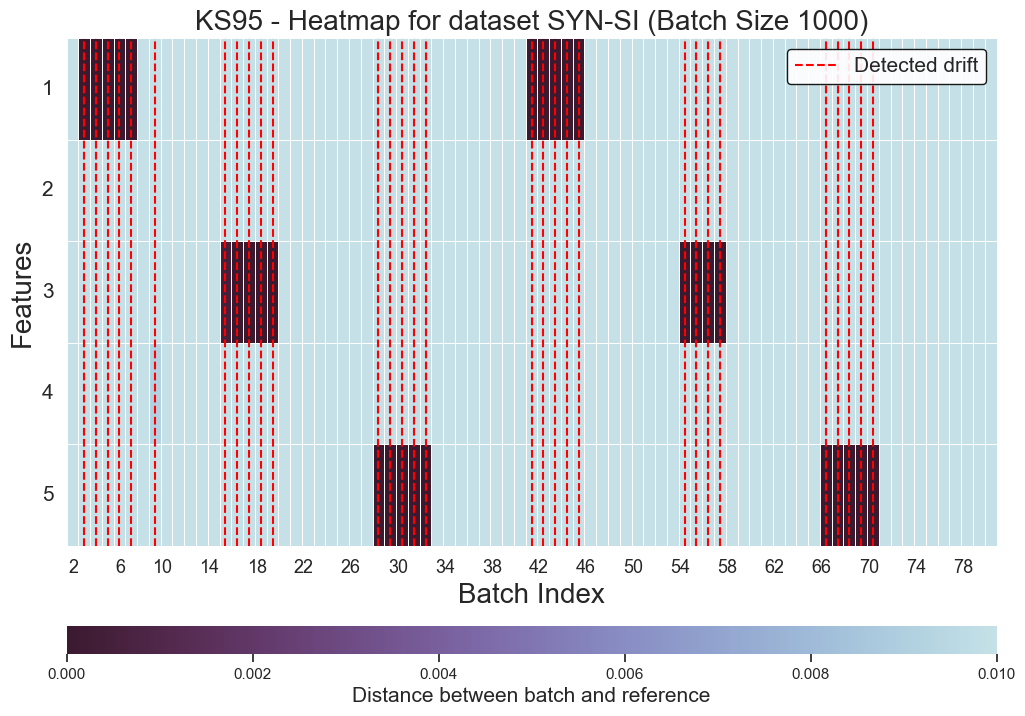 KS95 - Heatmap for dataset SYN-SI (Batch Size 1000)
Detected drift
Features
1
2
3
4
5
2 6 10 14 18 22 26 30 34 38 42 46 50 54 58 62 66 70 74 78
Batch Index
0.000 0.002 0.004 0.006 0.008 0.010
Distance between batch and reference